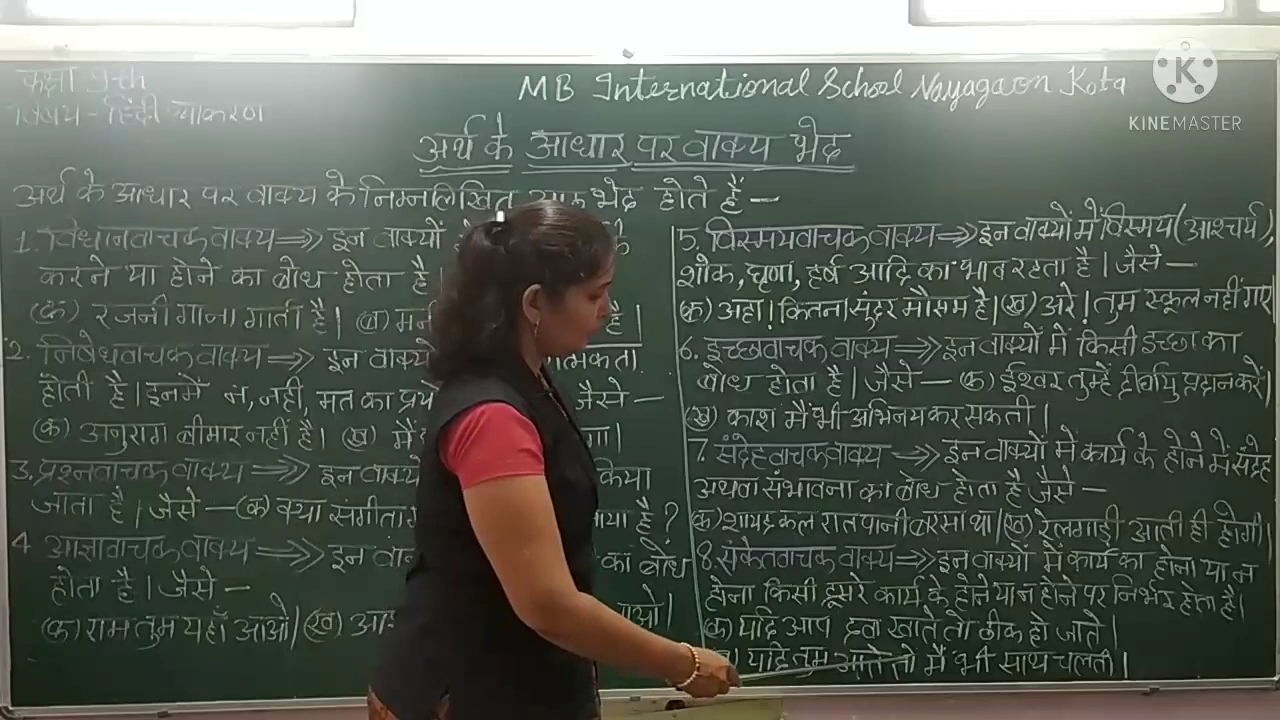 कक्षा 9th
विषय - हिंदी व्याकरण
MB International School Nayagaon Kota
KINEMASTER
अर्थ के आधार पर वाक्य भेद
अर्थ के आधार पर वाक्य के निम्नलिखित भेद होते हैं -
1. विधानवाचक वाक्य ⇒ इन वाक्यों
करने या होने का बोध होता है
(क) रजनी गाना गाती है। (ख) है।
2. निषेधवाचक वाक्य ⇒ इन
होती है। इनमें न, नही, मत का जैसे -
(क) अनुराग बीमार नहीं है। (ख) मैं
3. प्रश्नवाचक वाक्य ⇒ इन किया
जाता है। जैसे - (क) क्या संगीता है?
4 आज्ञावाचक वाक्य ⇒ इन का बोध
होता है। जैसे -
(क) राम तुम यहाँ आओ। (ख)
5. विस्मयवाचक वाक्य ⇒ इन वाक्यों में विस्मय (आश्चर्य),
शोक, घृणा, हर्ष आदि का भाव रहता है। जैसे -
(क) अहा! कितना सुंदर मौसम है। (ख) अरे! तुम स्कूल नहीं गए
6. इच्छावाचक वाक्य ⇒ इन वाक्यों में किसी इच्छा का
बोध होता है। जैसे - (क) ईश्वर तुम्हें दीर्घायु प्रदान करें।
(ख) काश मैं भी अभिनय कर सकती।
7. संदेहवाचक वाक्य ⇒ इन वाक्यों में कार्य के होने में संदेह
अथवा संभावना का बोध होता है जैसे -
(क) शायद कल रात पानी बरसा था। (ख) रेलगाड़ी आती ही होगी।
8. संकेतवाचक वाक्य ⇒ इन वाक्यों में कार्य का होना या न
होना किसी दूसरे कार्य के होने या न होने पर निर्भर होता है।
(क) यदि आप दवा खाते तो ठीक हो जाते।
(ख) यदि तुम आते तो मैं भी साथ चलती।